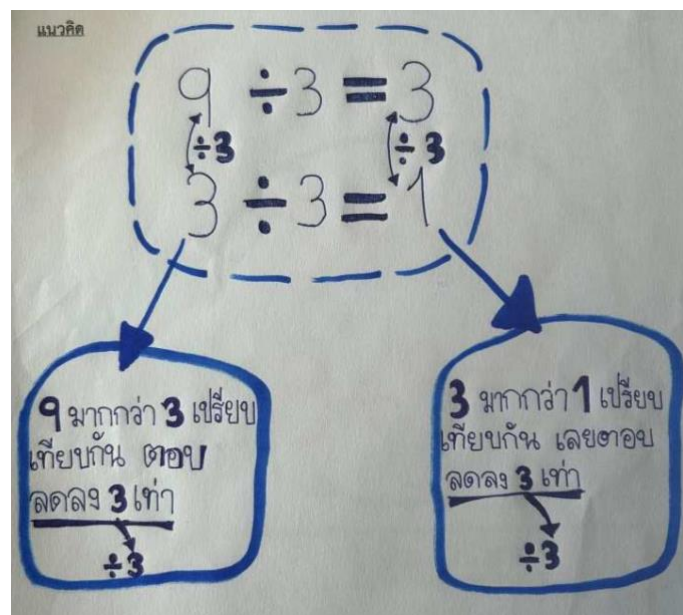 แนวคิด
9 ÷3 = 3
÷3 ÷3
3 ÷3 = 1
9 มากกว่า 3 เปรียบ
เทียบกัน ตอบ
ลดลง 3 เท่า
÷3
3 มากกว่า 1 เปรียบ
เทียบกัน เลยตอบ
ลดลง 3 เท่า
÷3